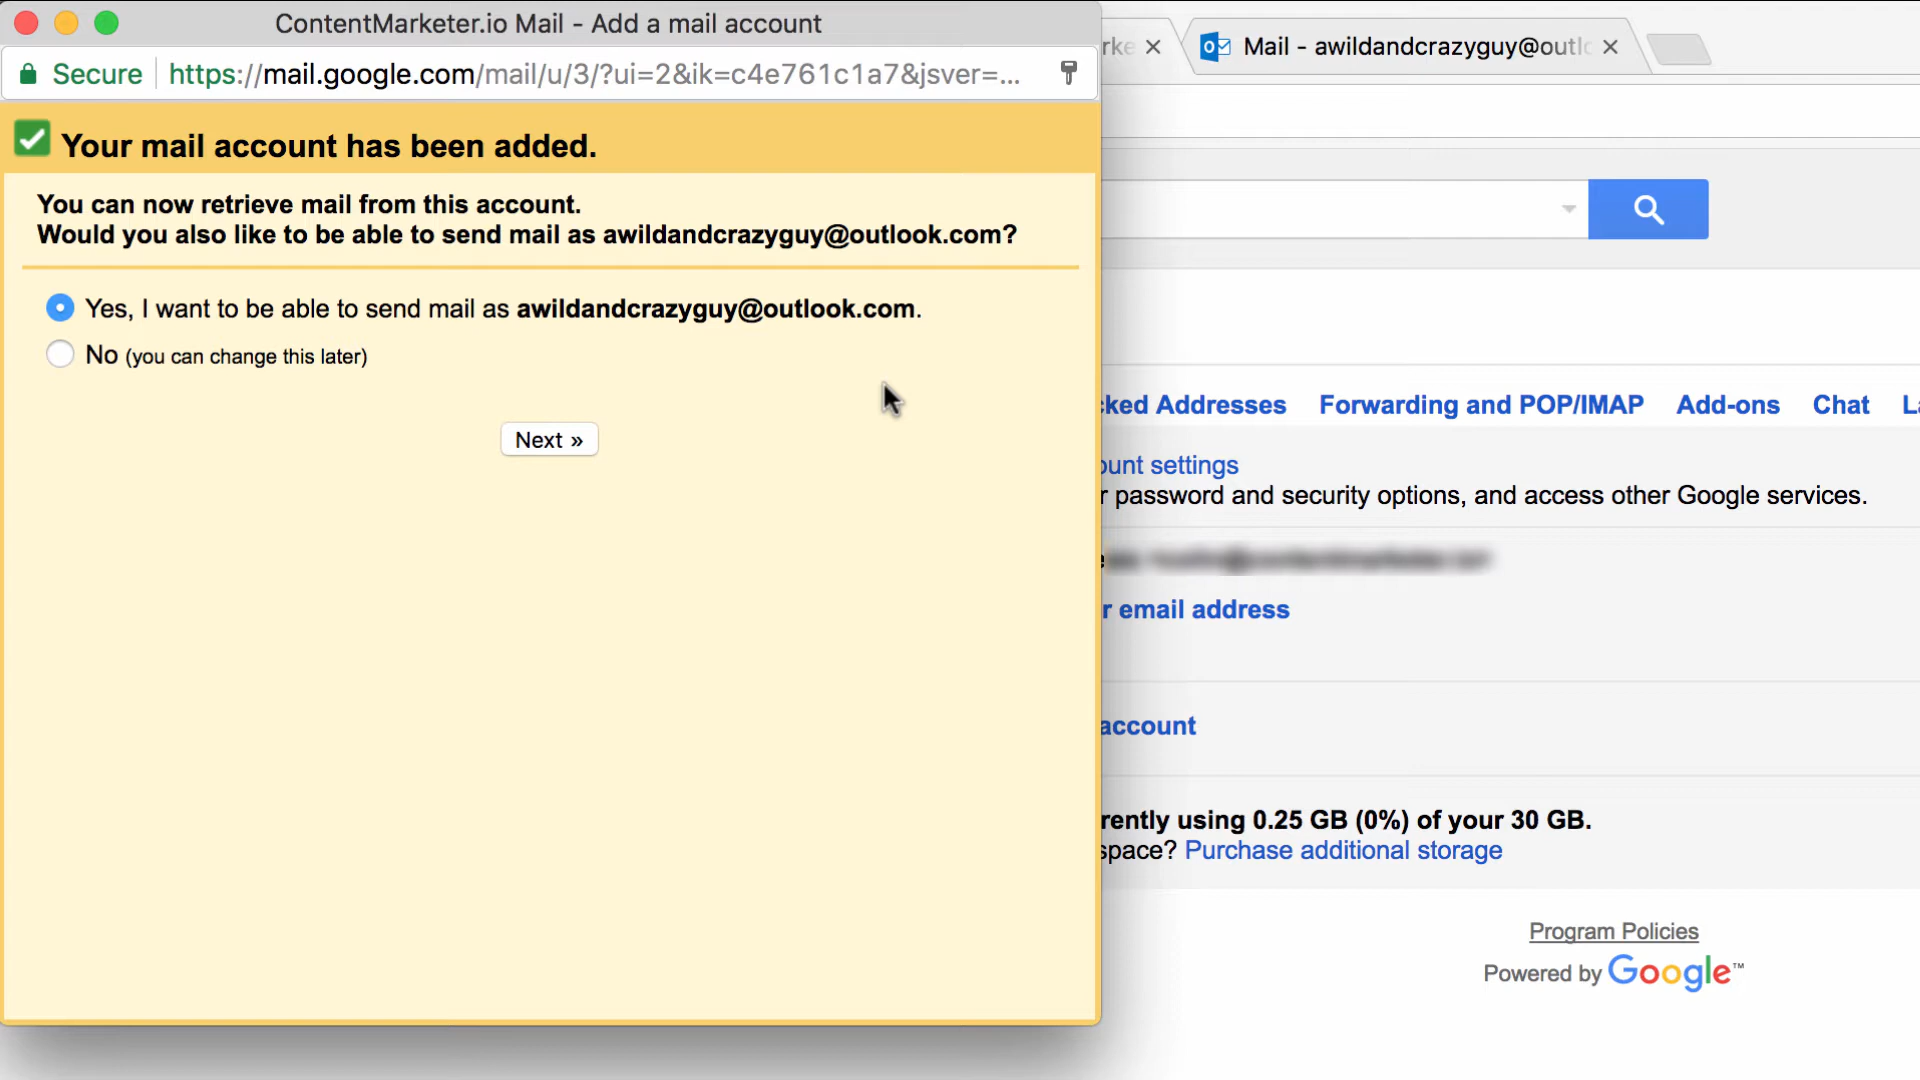 ContentMarketer.io Mail - Add a mail account
Secure https://mail.google.com/mail/u/3/?ui=2&ik=c4e761c1a7&jsver=...
Your mail account has been added.
You can now retrieve mail from this account.
Would you also like to be able to send mail as awildandcrazyguy@outlook.com?
Yes, I want to be able to send mail as awildandcrazyguy@outlook.com.
No (you can change this later)
Next »
rke
Mail - awildandcrazyguy@outlo
cked Addresses Forwarding and POP/IMAP Add-ons Chat La
ount settings
r password and security options, and access other Google services.
r email address
account
rently using 0.25 GB (0%) of your 30 GB.
space? Purchase additional storage
Program Policies
Powered by Google™